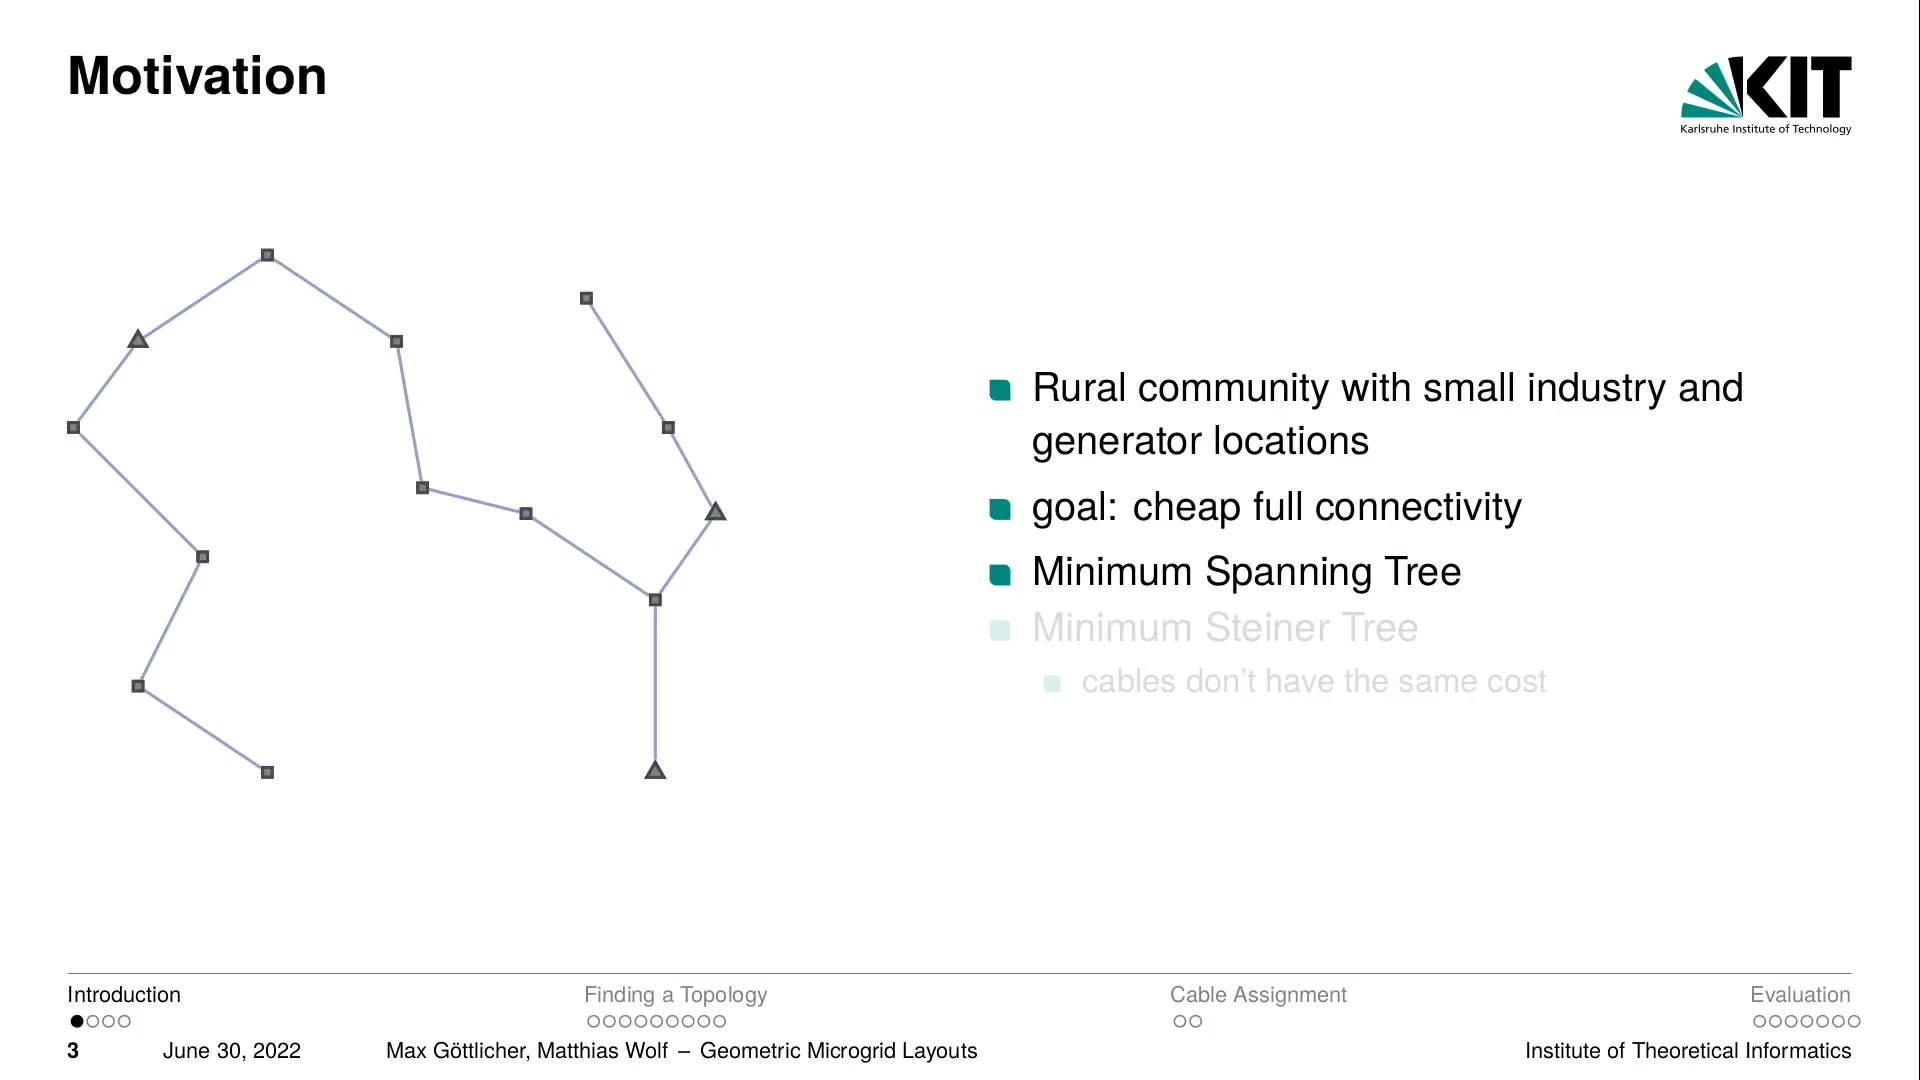 Motivation
KIT
Karlsruhe Institute of Technology
Rural community with small industry and
generator locations
goal: cheap full connectivity
Minimum Spanning Tree
Minimum Steiner Tree
cables don't have the same cost
Introduction
Finding a Topology
Cable Assignment
Evaluation
3
June 30, 2022
Max Göttlicher, Matthias Wolf – Geometric Microgrid Layouts
Institute of Theoretical Informatics